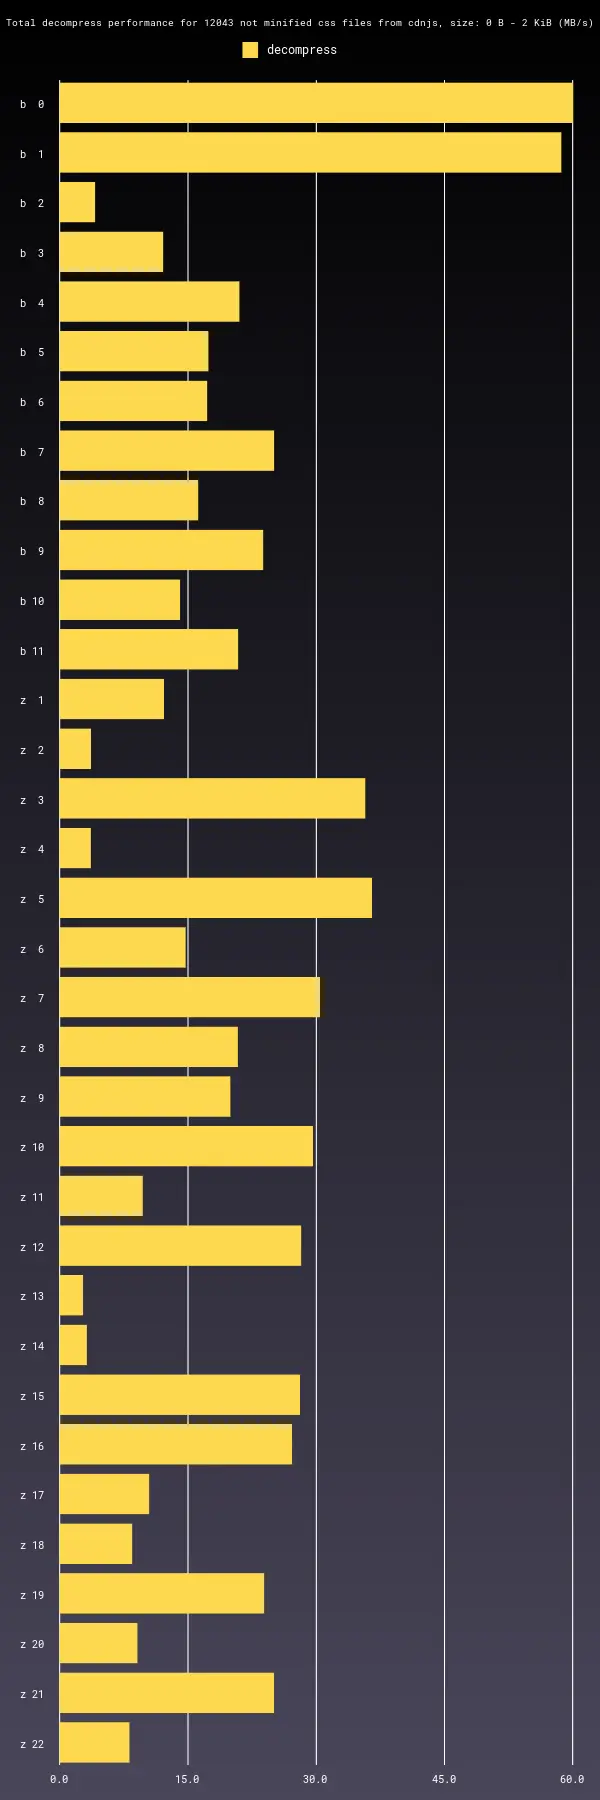 Total decompress performance for 12043 not minified css files from cdnjs, size: 0 B - 2 KiB (MB/s)
decompress
b 0
b 1
b 2
b 3
b 4
b 5
b 6
b 7
b 8
b 9
b 10
b 11
z 1
z 2
z 3
z 4
z 5
z 6
z 7
z 8
z 9
z 10
z 11
z 12
z 13
z 14
z 15
z 16
z 17
z 18
z 19
z 20
z 21
z 22
0.0 15.0 30.0 45.0 60.0